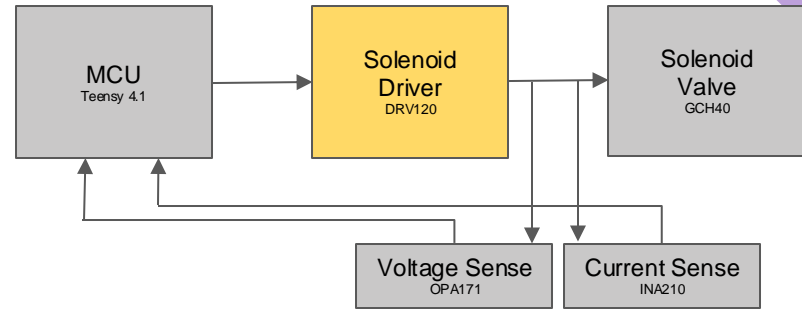 MCU
Teensy 4.1
Solenoid
Driver
DRV120
Solenoid
Valve
GCH40
Voltage Sense
OPA171
Current Sense
INA210